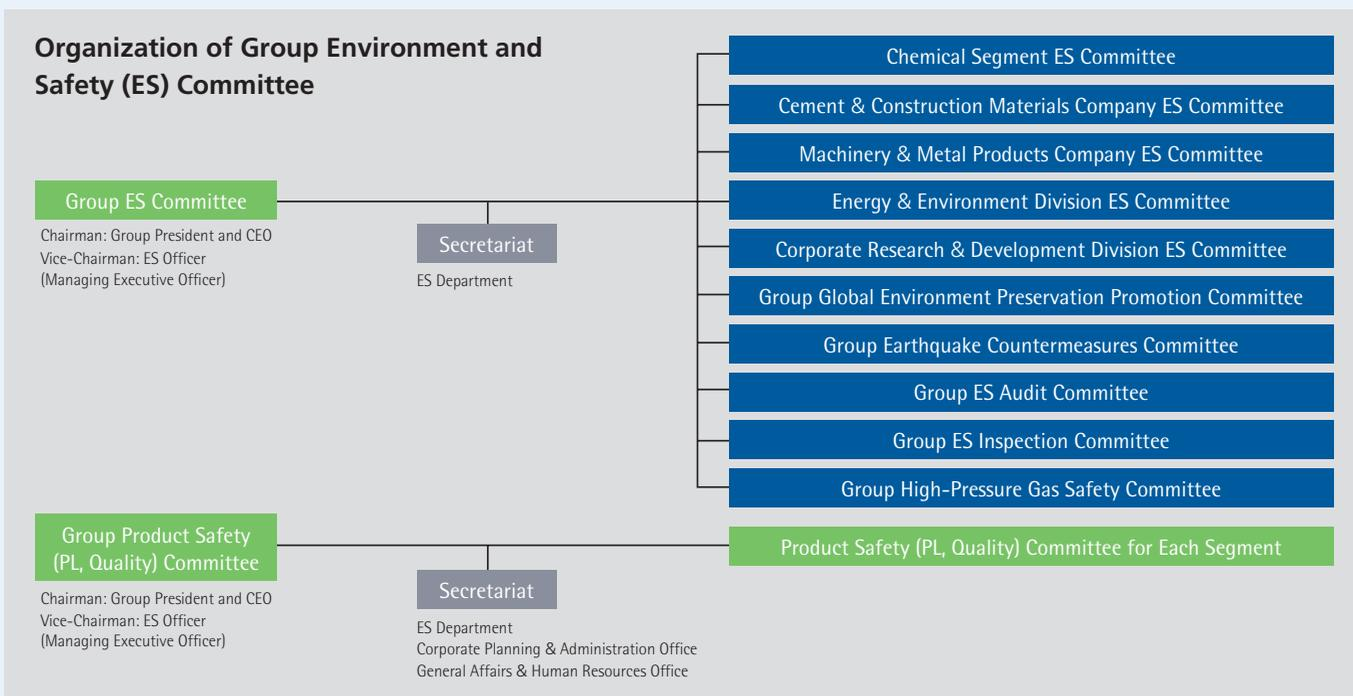 Organization of Group Environment and
Safety (ES) Committee
Group ES Committee
Chairman: Group President and CEO
Vice-Chairman: ES Officer
(Managing Executive Officer)
Secretariat
ES Department
Chemical Segment ES Committee
Cement & Construction Materials Company ES Committee
Machinery & Metal Products Company ES Committee
Energy & Environment Division ES Committee
Corporate Research & Development Division ES Committee
Group Global Environment Preservation Promotion Committee
Group Earthquake Countermeasures Committee
Group ES Audit Committee
Group ES Inspection Committee
Group High-Pressure Gas Safety Committee
Group Product Safety
(PL, Quality) Committee
Chairman: Group President and CEO
Vice-Chairman: ES Officer
(Managing Executive Officer)
Secretariat
ES Department
Corporate Planning & Administration Office
General Affairs & Human Resources Office
Product Safety (PL, Quality) Committee for Each Segment